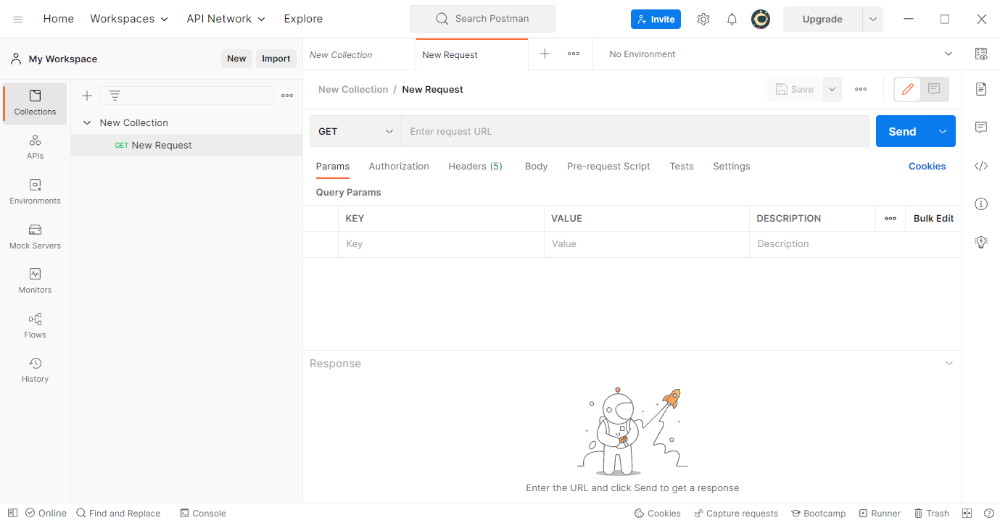 Home Workspaces API Network Explore Search Postman Invite Upgrade
My Workspace New Import
New Collection New Request No Environment
Collections
APIs
Environments
Mock Servers
Monitors
Flows
History
New Collection
GET New Request
New Collection / New Request Save
GET Enter request URL Send
Params Authorization Headers (5) Body Pre-request Script Tests Settings Cookies
Query Params
KEY VALUE DESCRIPTION Bulk Edit
Key Value Description
Response
Enter the URL and click Send to get a response
Online Find and Replace Console Cookies Capture requests Bootcamp Runner Trash